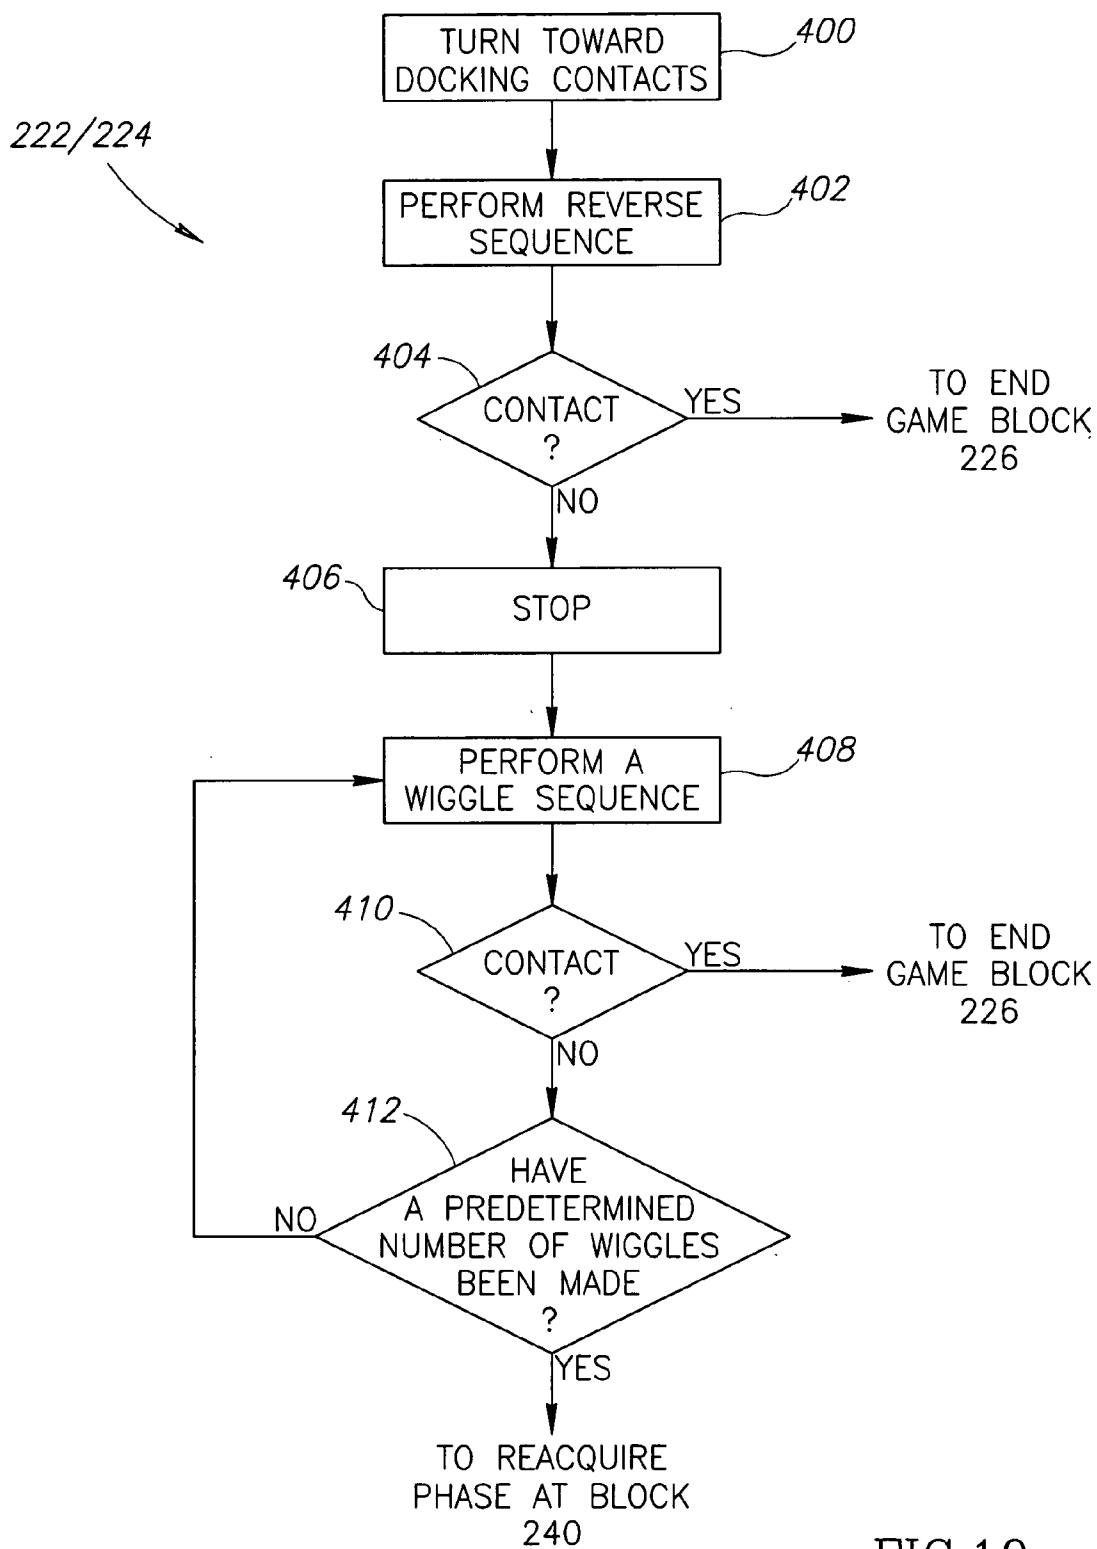 TURN TOWARD
DOCKING CONTACTS
400
222/224
PERFORM REVERSE
SEQUENCE
402
404
CONTACT
?
YES
TO END
GAME BLOCK
226
NO
406
STOP
PERFORM A
WIGGLE SEQUENCE
408
410
CONTACT
?
YES
TO END
GAME BLOCK
226
NO
412
HAVE
A PREDETERMINED
NUMBER OF WIGGLES
BEEN MADE
?
NO
YES
TO REACQUIRE
PHASE AT BLOCK
240